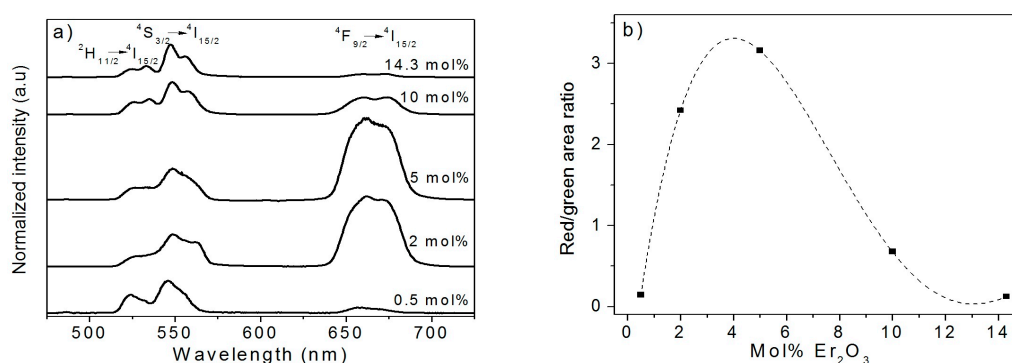 a)
⁴S₃/₂→⁴I₁₅/₂
²H₁₁/₂→⁴I₁₅/₂
⁴F₉/₂→⁴I₁₅/₂
14.3 mol%
10 mol%
5 mol%
2 mol%
0.5 mol%
Normalized intensity (a.u)
500 550 600 650 700
Wavelength (nm)
b)
Red/green area ratio
3
2
1
0
0 2 4 6 8 10 12 14
Mol% Er₂O₃